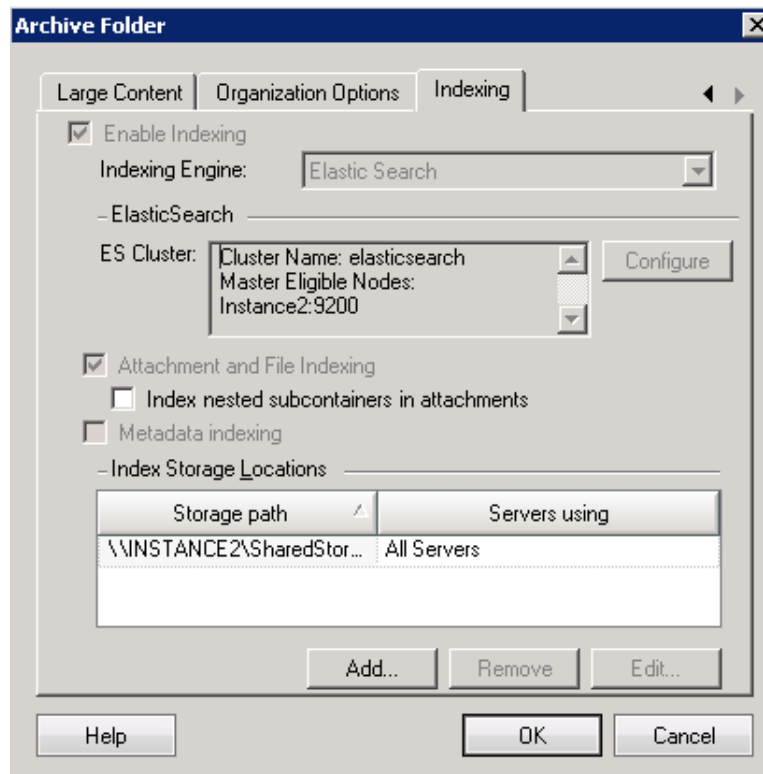 Archive Folder
Large Content Organization Options Indexing
Enable Indexing
Indexing Engine: Elastic Search
ElasticSearch
ES Cluster: Cluster Name: elasticsearch
Master Eligible Nodes:
Instance2:9200
Configure
Attachment and File Indexing
Index nested subcontainers in attachments
Metadata indexing
Index Storage Locations
Storage path Servers using
\\INSTANCE2\SharedStor... All Servers
Add... Remove Edit...
Help OK Cancel